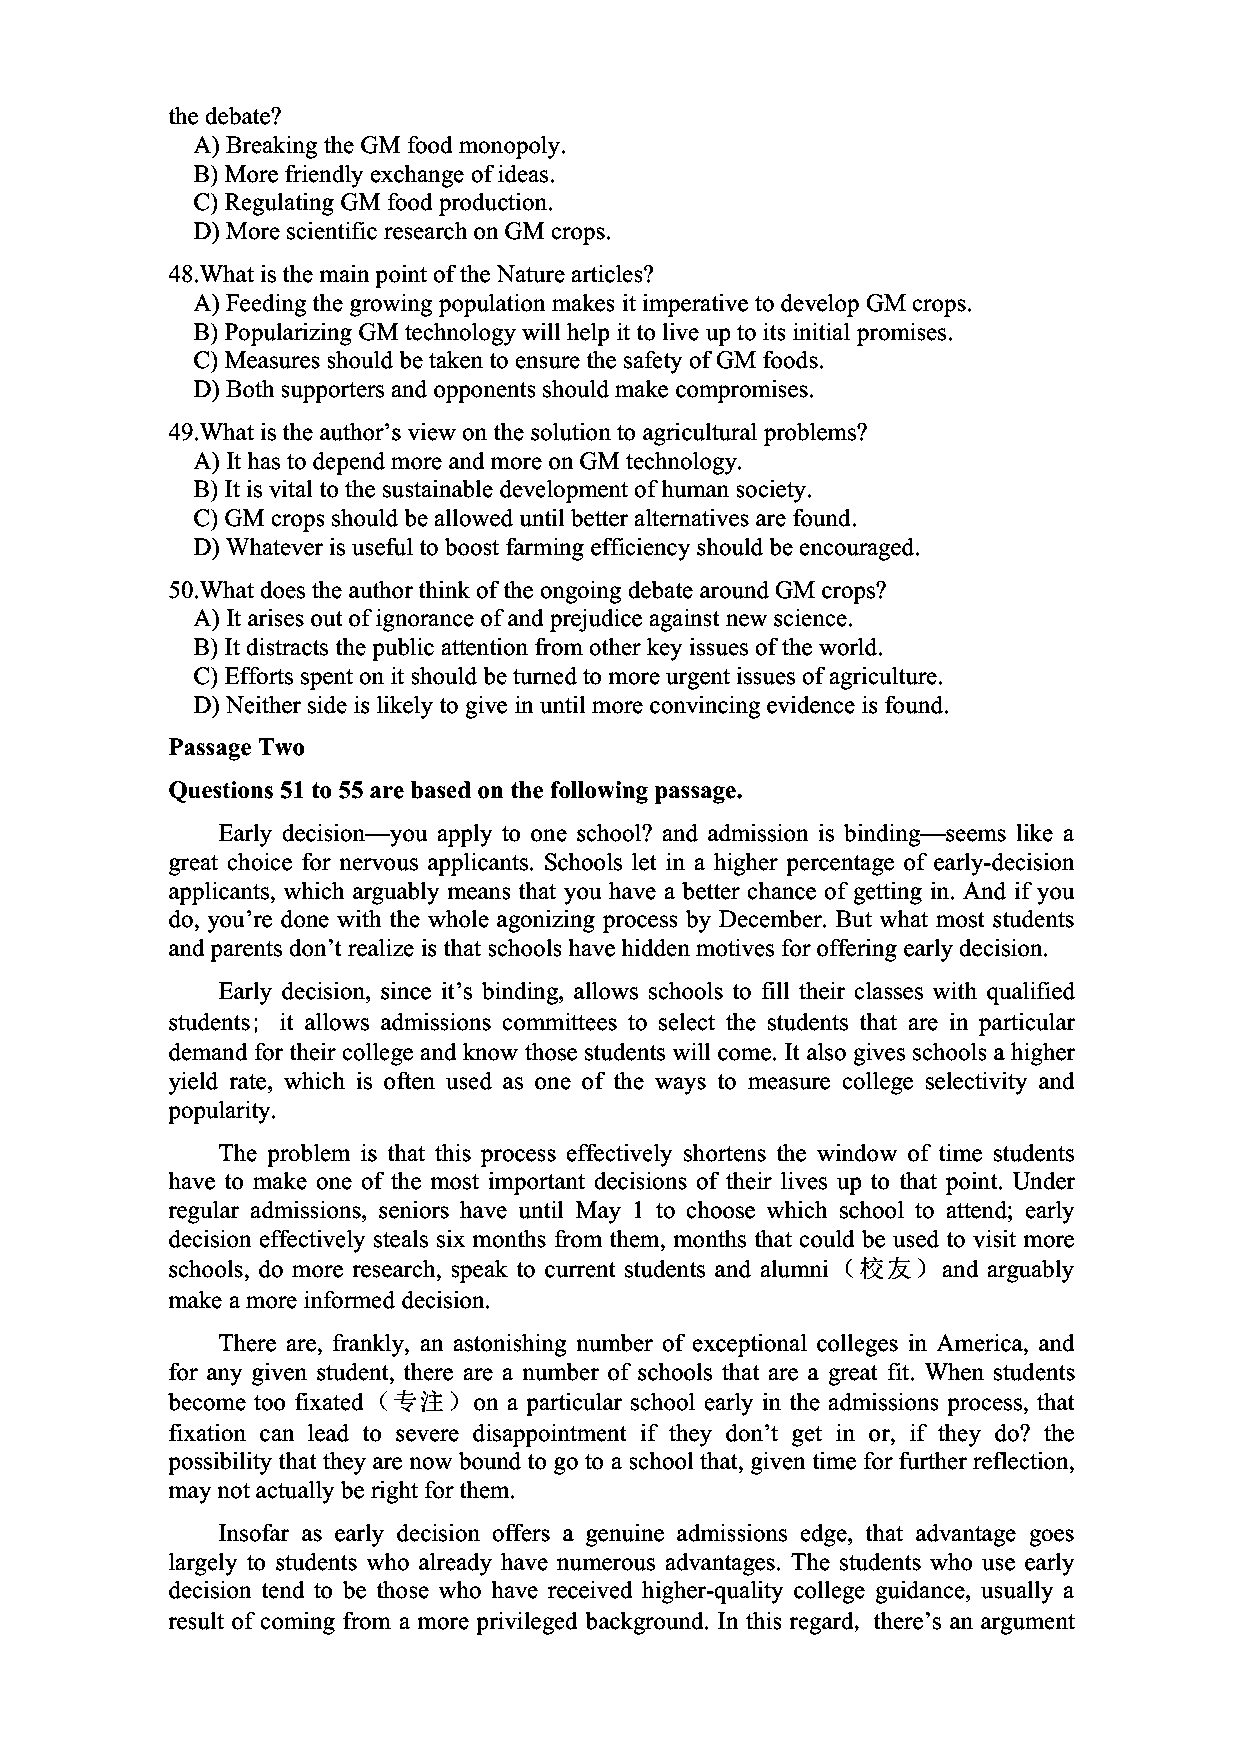 the debate?
A) Breaking the GM food monopoly.
B) More friendly exchange of ideas.
C) Regulating GM food production.
D) More scientific research on GM crops.
48.What is the main point of the Nature articles?
A) Feeding the growing population makes it imperative to develop GM crops.
B) Popularizing GM technology will help it to live up to its initial promises.
C) Measures should be taken to ensure the safety of GM foods.
D) Both supporters and opponents should make compromises.
49.What is the author’s view on the solution to agricultural problems?
A) It has to depend more and more on GM technology.
B) It is vital to the sustainable development of human society.
C) GM crops should be allowed until better alternatives are found.
D) Whatever is useful to boost farming efficiency should be encouraged.
50.What does the author think of the ongoing debate around GM crops?
A) It arises out of ignorance of and prejudice against new science.
B) It distracts the public attention from other key issues of the world.
C) Efforts spent on it should be turned to more urgent issues of agriculture.
D) Neither side is likely to give in until more convincing evidence is found.
Passage Two
Questions 51 to 55 are based on the following passage.
Early decision—you apply to one school? and admission is binding—seems like a
great choice for nervous applicants. Schools let in a higher percentage of early-decision
applicants, which arguably means that you have a better chance of getting in. And if you
do, you’re done with the whole agonizing process by December. But what most students
and parents don’t realize is that schools have hidden motives for offering early decision.
Early decision, since it’s binding, allows schools to fill their classes with qualified
students； it allows admissions committees to select the students that are in particular
demand for their college and know those students will come. It also gives schools a higher
yield rate, which is often used as one of the ways to measure college selectivity and
popularity.
The problem is that this process effectively shortens the window of time students
have to make one of the most important decisions of their lives up to that point. Under
regular admissions, seniors have until May 1 to choose which school to attend; early
decision effectively steals six months from them, months that could be used to visit more
schools, do more research, speak to current students and alumni（校友）and arguably
make a more informed decision.
There are, frankly, an astonishing number of exceptional colleges in America, and
for any given student, there are a number of schools that are a great fit. When students
become too fixated（专注）on a particular school early in the admissions process, that
fixation can lead to severe disappointment if they don’t get in or, if they do? the
possibility that they are now bound to go to a school that, given time for further reflection,
may not actually be right for them.
Insofar as early decision offers a genuine admissions edge, that advantage goes
largely to students who already have numerous advantages. The students who use early
decision tend to be those who have received higher-quality college guidance, usually a
result of coming from a more privileged background. In this regard，there’s an argument